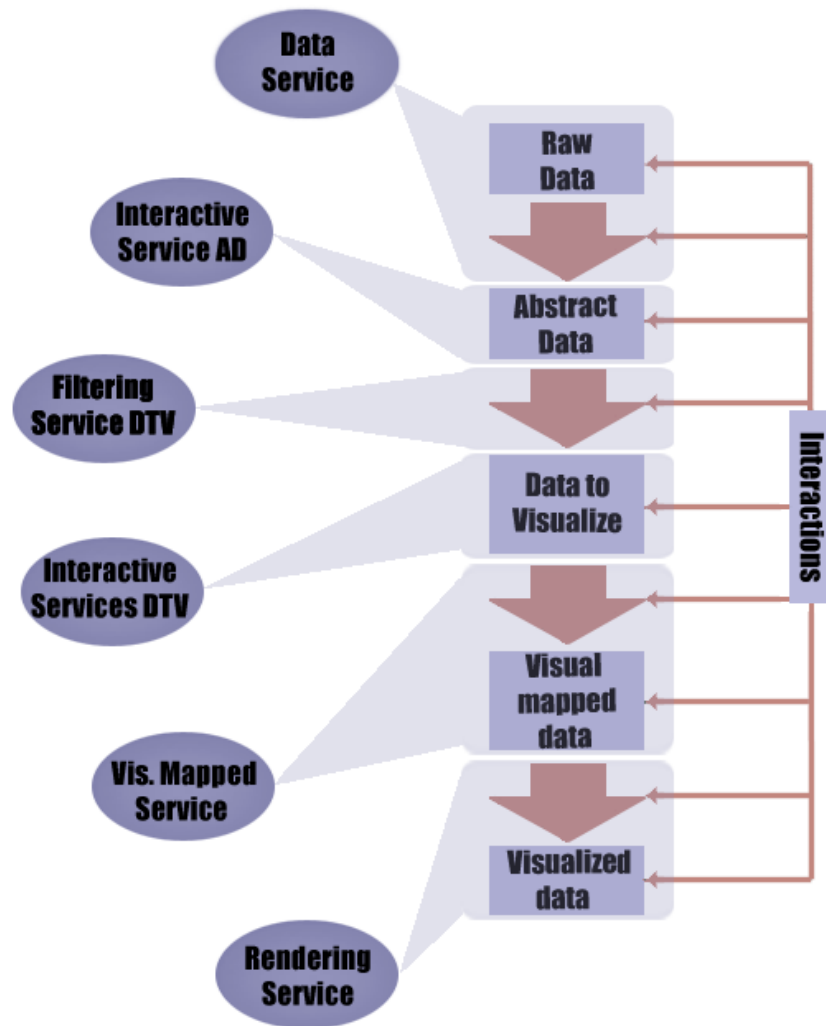 Data
Service
Raw
Data
Interactive
Service AD
Abstract
Data
Filtering
Service DTV
Data to
Visualize
Interactions
Interactive
Services DTV
Visual
mapped
data
Vis. Mapped
Service
Visualized
data
Rendering
Service